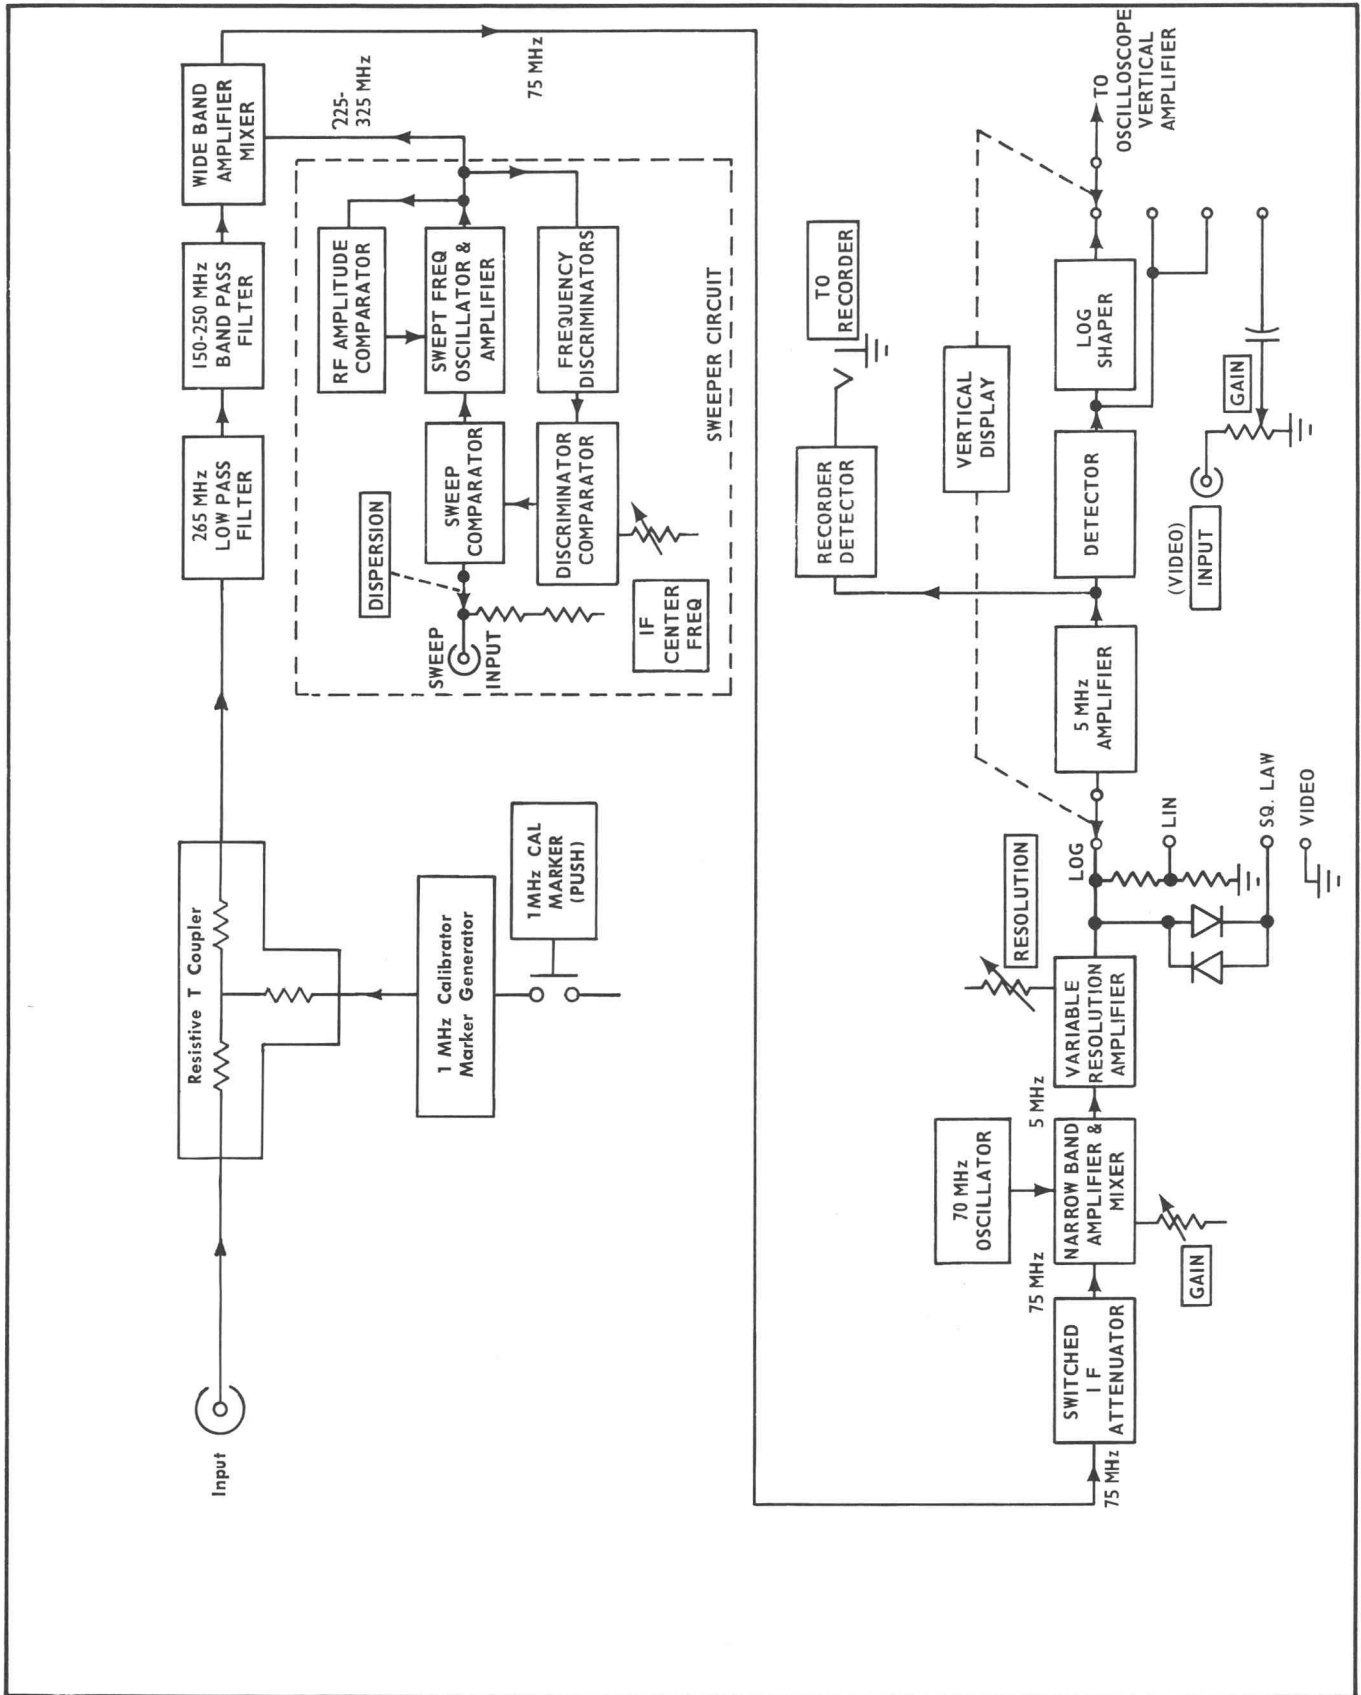 Input
Resistive T Coupler
1 MHz Calibrator
Marker Generator
1MHz CAL
MARKER
(PUSH)
265 MHz
LOW PASS
FILTER
150-250 MHz
BAND PASS
FILTER
WIDE BAND
AMPLIFIER
MIXER
225-
325 MHz
75 MHz
RF AMPLITUDE
COMPARATOR
SWEPT FREQ
OSCILLATOR &
AMPLIFIER
FREQUENCY
DISCRIMINATORS
DISPERSION
SWEEP
COMPARATOR
DISCRIMINATOR
COMPARATOR
SWEEP
INPUT
IF
CENTER
FREQ
SWEEPER CIRCUIT
75 MHz
SWITCHED
I F
ATTENUATOR
75 MHz
70 MHz
OSCILLATOR
NARROW BAND
AMPLIFIER &
MIXER
GAIN
5 MHz
RESOLUTION
VARIABLE
RESOLUTION
AMPLIFIER
LOG
LIN
SQ. LAW
VIDEO
5 MHz
AMPLIFIER
VERTICAL
DISPLAY
RECORDER
DETECTOR
TO
RECORDER
DETECTOR
LOG
SHAPER
(VIDEO)
INPUT
GAIN
TO
OSCILLOSCOPE
VERTICAL
AMPLIFIER